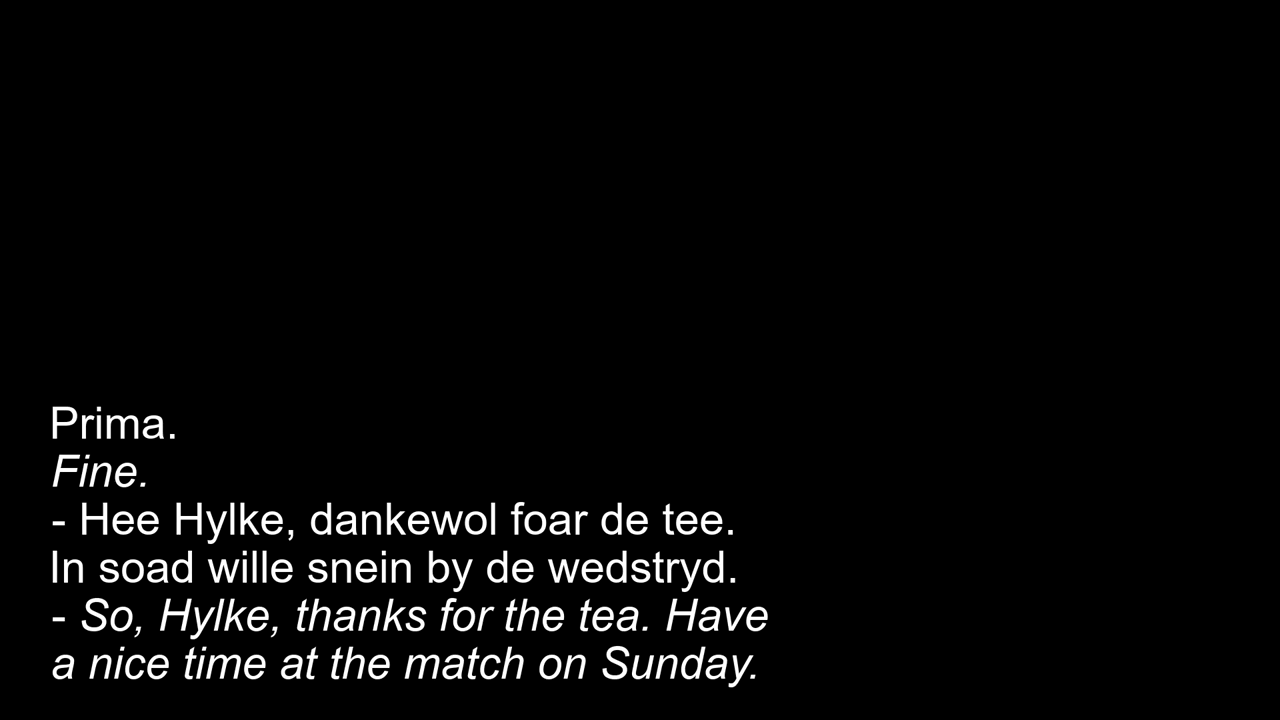 Prima.
Fine.
- Hee Hylke, dankewol foar de tee.
In soad wille snein by de wedstryd.
- So, Hylke, thanks for the tea. Have
a nice time at the match on Sunday.